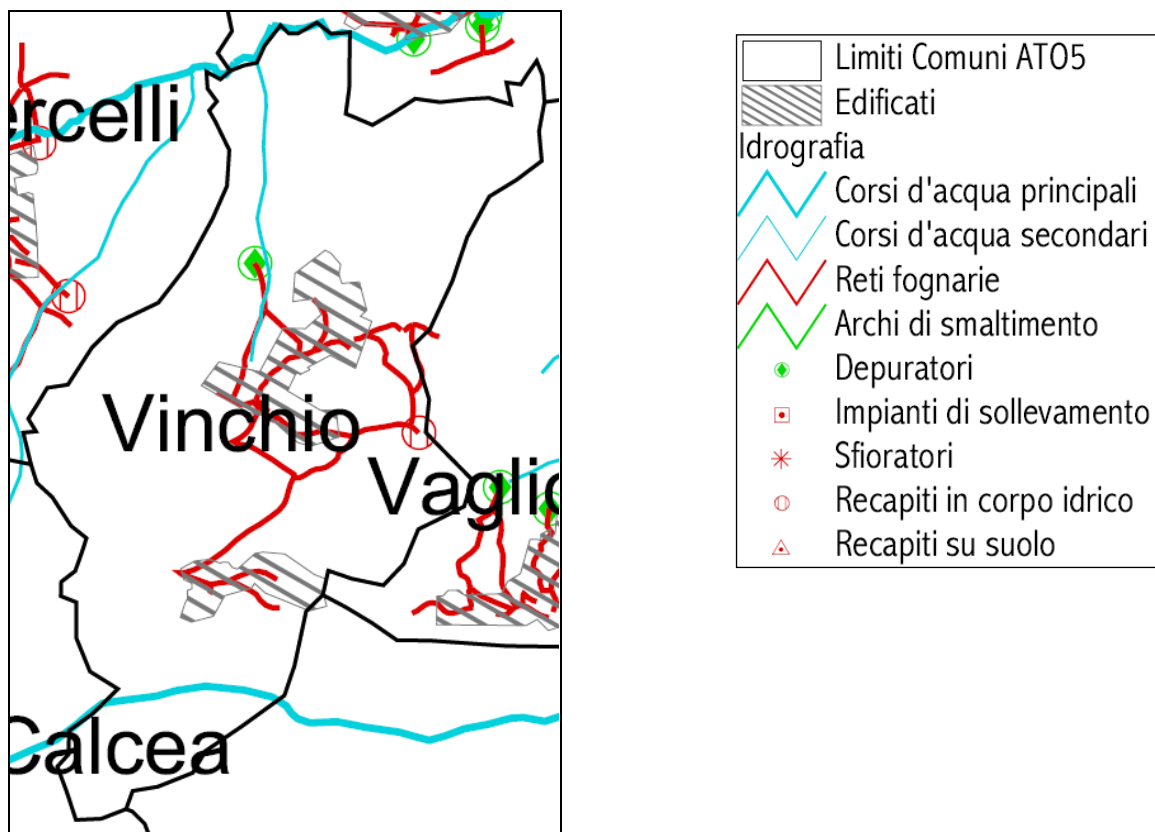 ercelli
Vinchio
Vaglio
Calcea
Limiti Comuni ATO5
Edificati
Idrografia
Corsi d'acqua principali
Corsi d'acqua secondari
Reti fognarie
Archi di smaltimento
Depuratori
Impianti di sollevamento
Sfioratori
Recapiti in corpo idrico
Recapiti su suolo